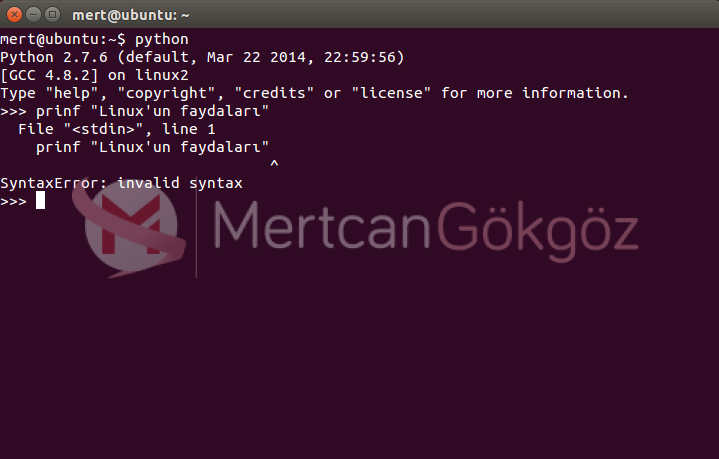 mert@ubuntu: ~
mert@ubuntu:~$ python
Python 2.7.6 (default, Mar 22 2014, 22:59:56)
[GCC 4.8.2] on linux2
Type "help", "copyright", "credits" or "license" for more information.
>>> prinf "Linux'un faydaları"
  File "<stdin>", line 1
    prinf "Linux'un faydaları"
                              ^
SyntaxError: invalid syntax
>>>
M MertcanGökgöz